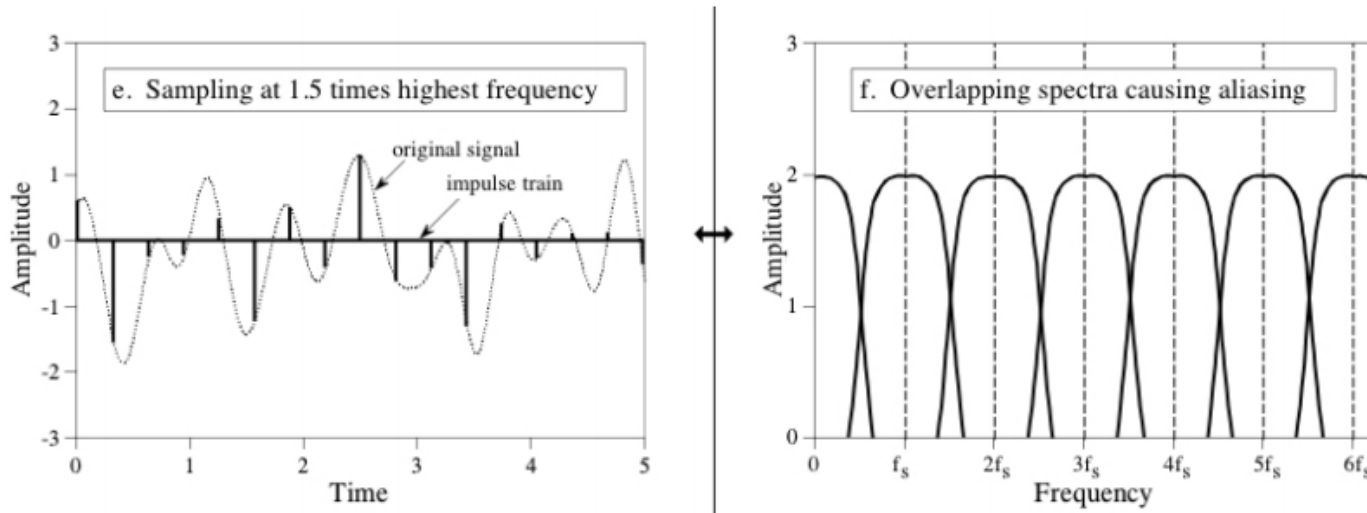 e. Sampling at 1.5 times highest frequency
original signal
impulse train
Amplitude
3
2
1
0
-1
-2
-3
0 1 2 3 4 5
Time
f. Overlapping spectra causing aliasing
Amplitude
3
2
1
0
0 fs 2fs 3fs 4fs 5fs 6fs
Frequency